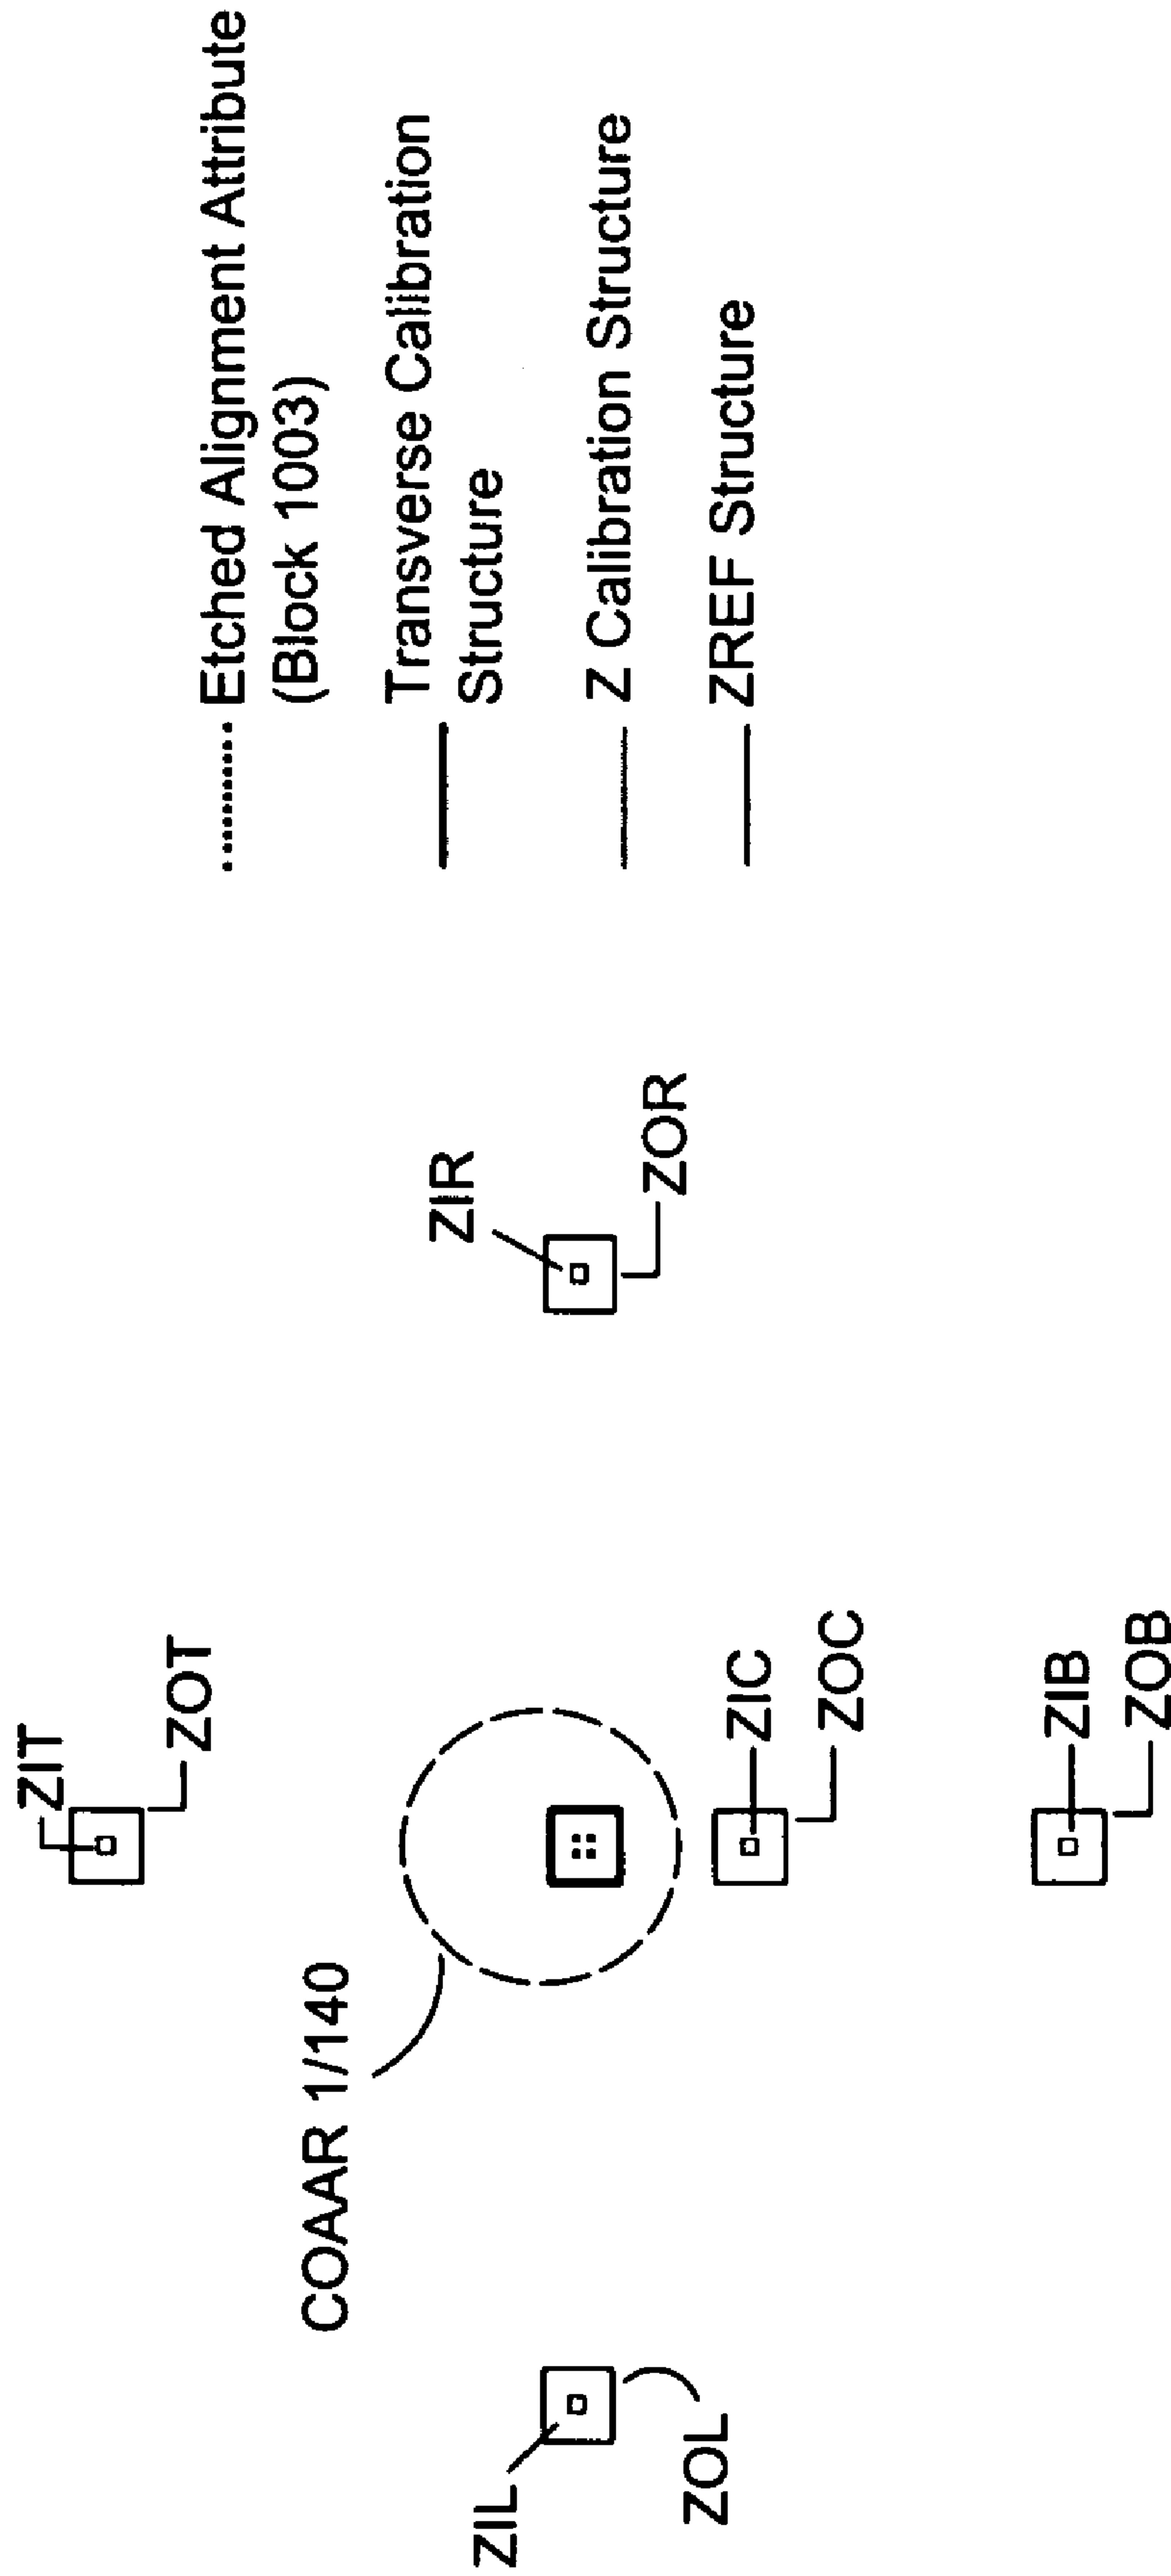 ZIT
ZOT
COAAR 1/140
ZIL
ZOL
ZIR
ZOR
ZIC
ZOC
ZIB
ZOB
Etched Alignment Attribute
(Block 1003)
Transverse Calibration
Structure
Z Calibration Structure
ZREF Structure